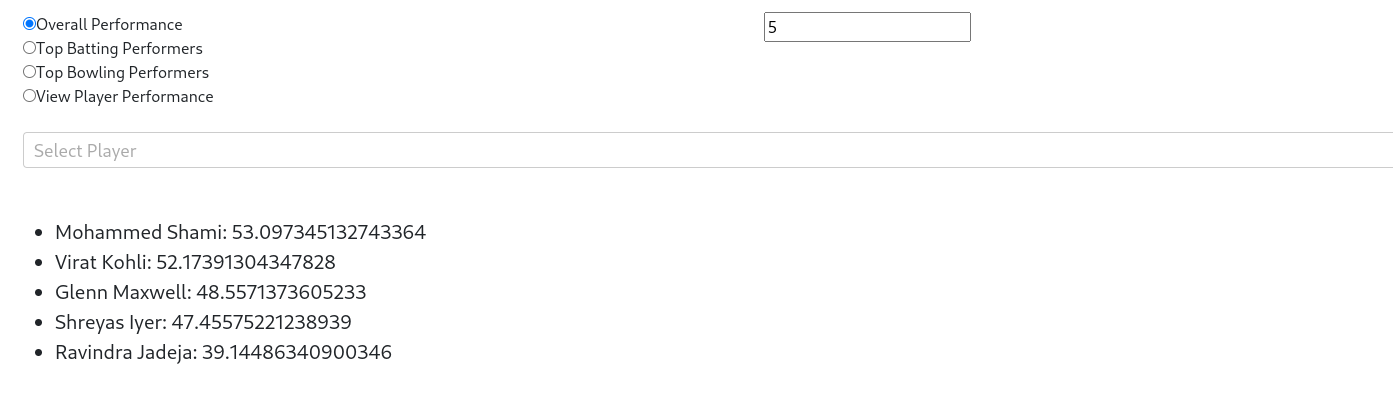 Overall Performance
5
Top Batting Performers
Top Bowling Performers
View Player Performance
Select Player
Mohammed Shami: 53.097345132743364
Virat Kohli: 52.17391304347828
Glenn Maxwell: 48.5571373605233
Shreyas Iyer: 47.45575221238939
Ravindra Jadeja: 39.14486340900346